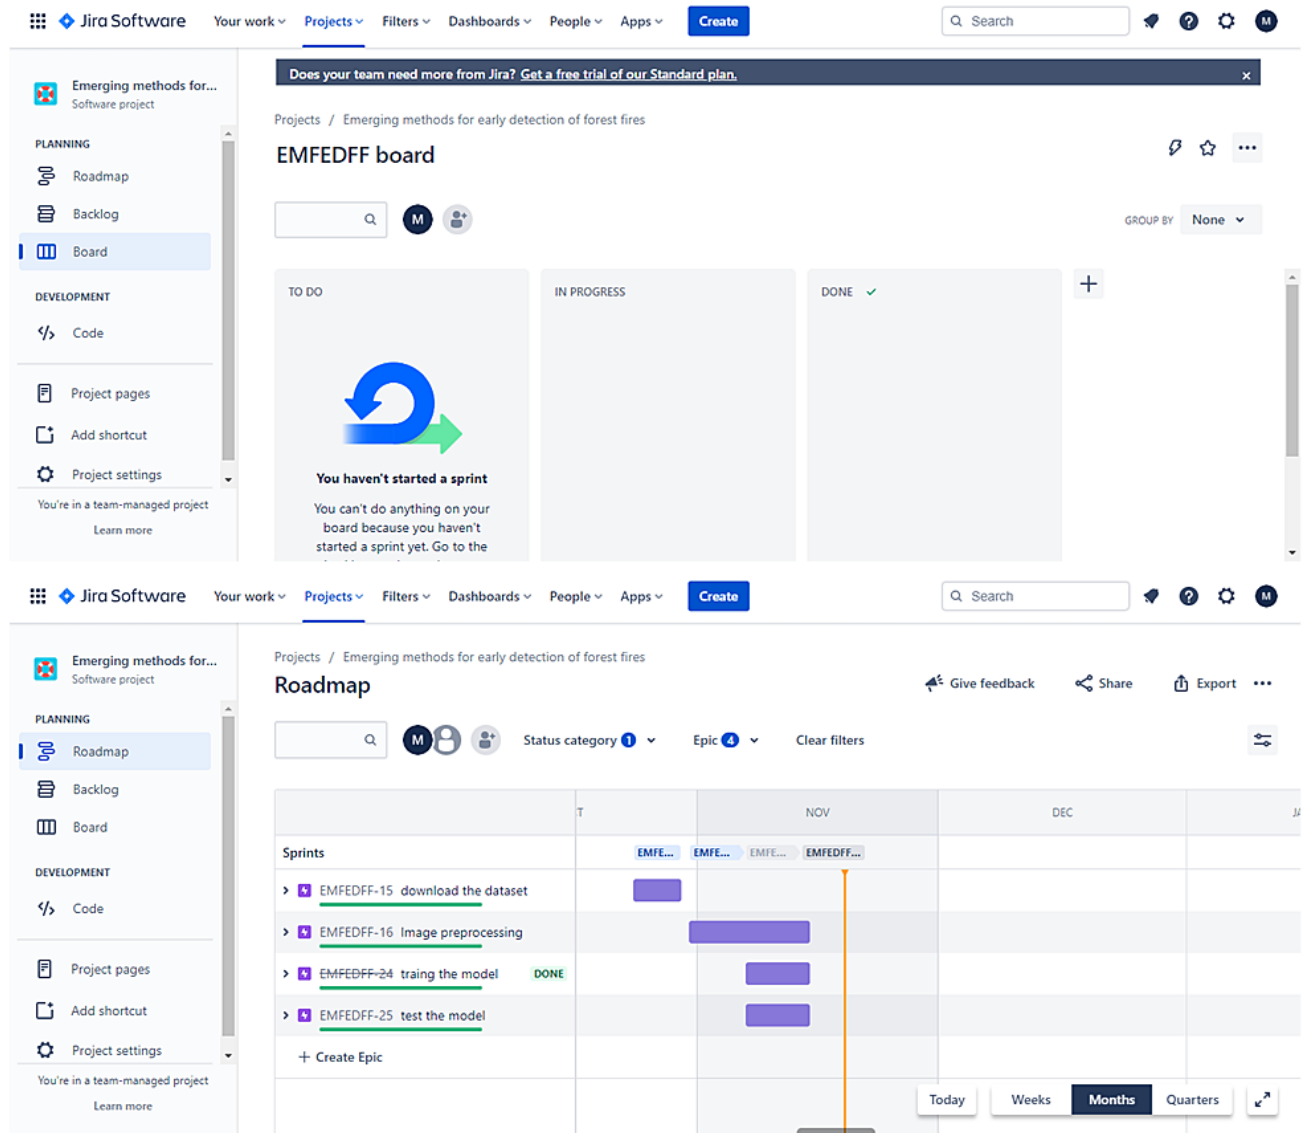 Jira Software Your work Projects Filters Dashboards People Apps Create Search M
Does your team need more from Jira? Get a free trial of our Standard plan.
Emerging methods for...
Software project
Projects / Emerging methods for early detection of forest fires
EMFEDFF board
PLANNING
Roadmap
Backlog
Board
M
GROUP BY None
DEVELOPMENT
Code
TO DO IN PROGRESS DONE
Project pages
Add shortcut
Project settings
You're in a team-managed project
Learn more
You haven't started a sprint
You can't do anything on your
board because you haven't
started a sprint yet. Go to the
Jira Software Your work Projects Filters Dashboards People Apps Create Search M
Emerging methods for...
Software project
Projects / Emerging methods for early detection of forest fires
Roadmap
Give feedback Share Export
PLANNING
Roadmap
Backlog
Board
M Status category 1 Epic 4 Clear filters
DEVELOPMENT
Code
T NOV DEC JA
Sprints EMFE... EMFE... EMFE... EMFEDFF...
EMFEDFF-15 download the dataset
EMFEDFF-16 Image preprocessing
EMFEDFF-24 traing the model DONE
EMFEDFF-25 test the model
+ Create Epic
Project pages
Add shortcut
Project settings
You're in a team-managed project
Learn more
Today Weeks Months Quarters